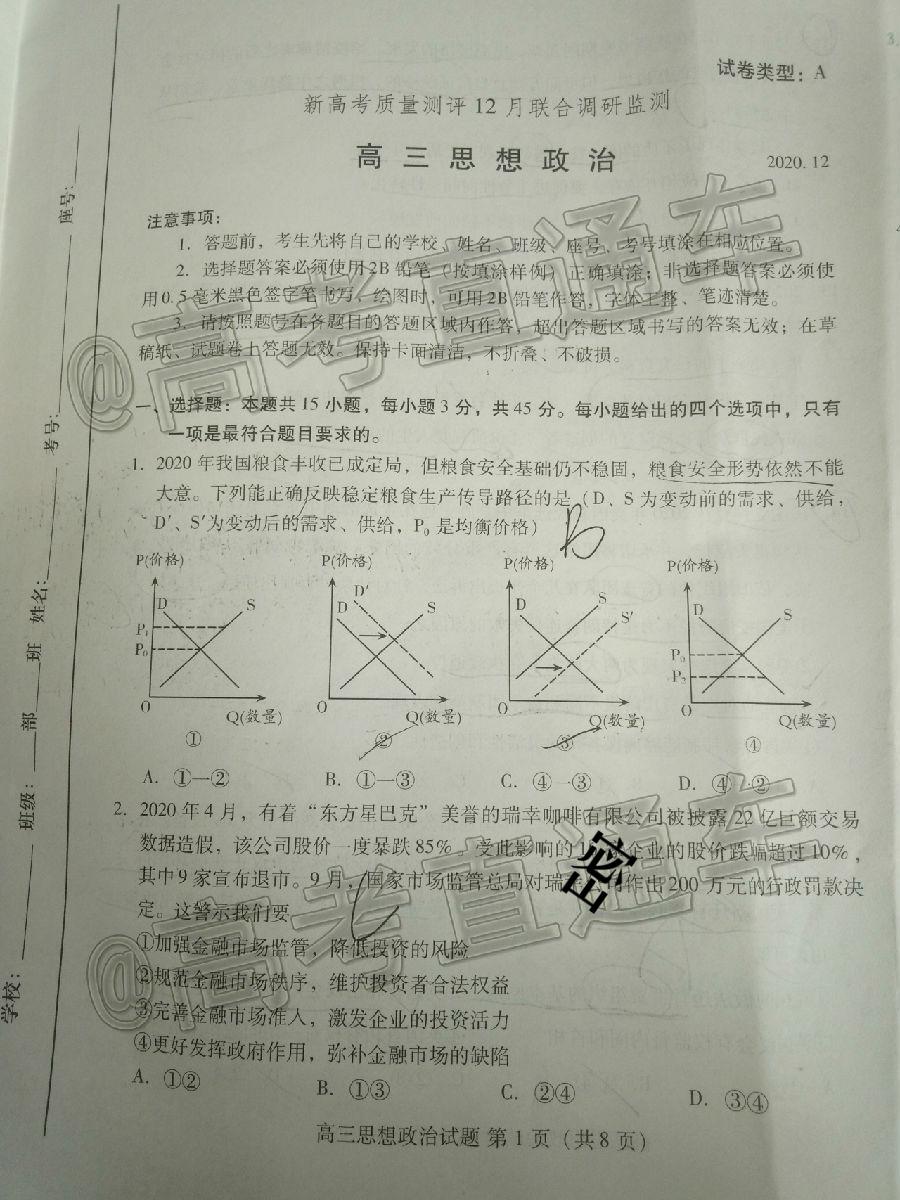 试卷类型：A
新高考质量测评12月联合调研监测
高三思想政治
2020.12
注意事项：
1. 答题前，考生先将自己的学校、姓名、班级、座号、考号填涂在相应位置。
2. 选择题答案必须使用2B铅笔（按填涂样例）正确填涂；非选择题答案必须使
用0.5毫米黑色签字笔书写，绘图时，可用2B铅笔作答，字体工整、笔迹清楚。
3. 请按照题号在各题目的答题区域内作答，超出答题区域书写的答案无效；在草
稿纸、试题卷上答题无效。保持卡面清洁，不折叠、不破损。
一、选择题：本题共15小题，每小题3分，共45分。每小题给出的四个选项中，只有
一项是最符合题目要求的。
1. 2020年我国粮食丰收已成定局，但粮食安全基础仍不稳固，粮食安全形势依然不能
大意。下列能正确反映稳定粮食生产传导路径的是（D、S为变动前的需求、供给，
D′、S′为变动后的需求、供给，P₀是均衡价格）
B
P(价格) P(价格) P(价格) P(价格)
D S D D′ S D S S′ D S
P₁
P₀ P₀
P₂
O Q(数量) O Q(数量) O Q(数量) O Q(数量)
① ② ③ ④
A. ①—② B. ①—③ C. ④—③ D. ④—②
2. 2020年4月，有着“东方星巴克”美誉的瑞幸咖啡有限公司被披露22亿巨额交易
数据造假，该公司股价一度暴跌85%。受此影响的1 企业的股价跌幅超过10%，
其中9家宣布退市。9月，国家市场监管总局对瑞 司作出200万元的行政罚款决
定。这警示我们要
①加强金融市场监管，降低投资的风险
②规范金融市场秩序，维护投资者合法权益
③完善金融市场准入，激发企业的投资活力
④更好发挥政府作用，弥补金融市场的缺陷
A. ①② B. ①③ C. ②④ D. ③④
高三思想政治试题 第1页（共8页）
学校：
班级：
部
班
姓名：
考号：
座号：
密
@高考直通车
@高考直通车